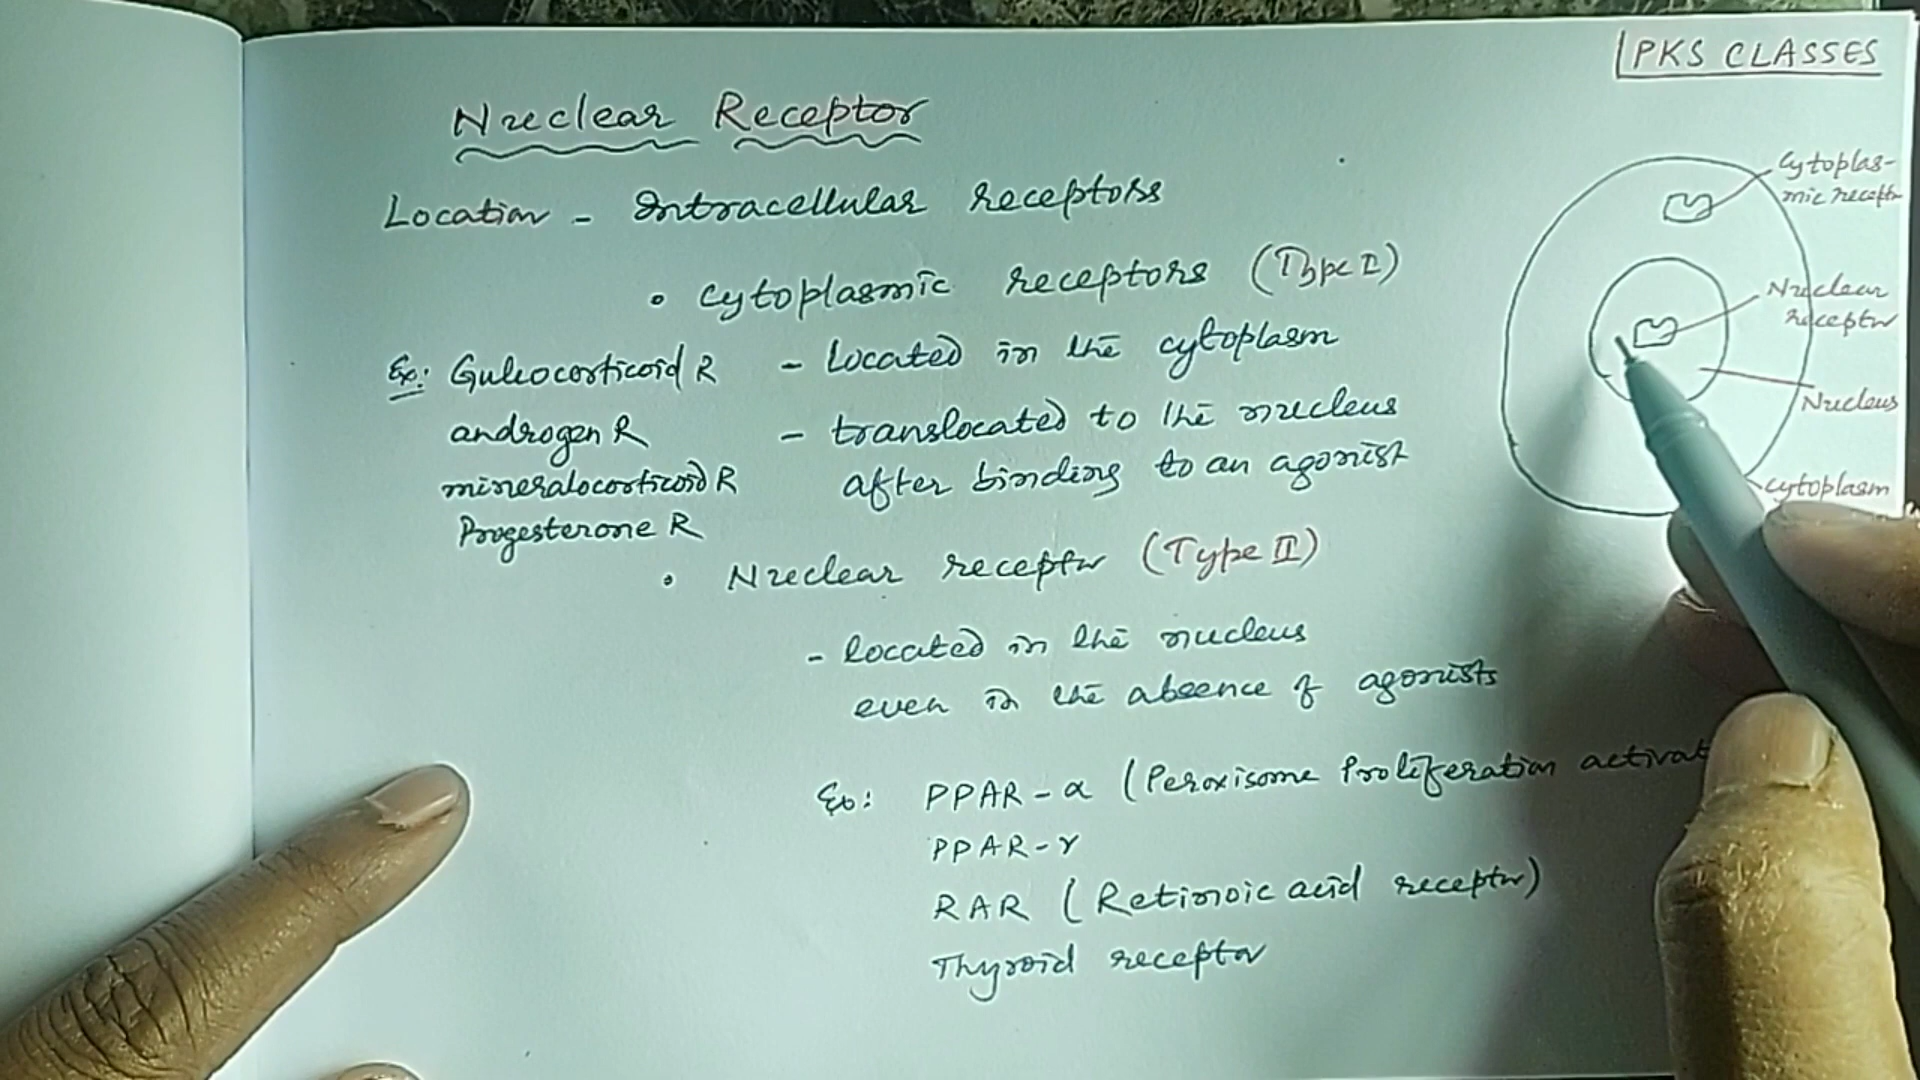 PKS CLASSES
Nuclear Receptor
Location - Intracellular receptors
• Cytoplasmic receptors (Type I)
Ex: Gulcocorticoid R
androgen R
mineralocorticoid R
Progesterone R
- Located in the cytoplasm
- translocated to the nucleus
after binding to an agonist
• Nuclear receptor (Type II)
- located in the nucleus
even in the absence of agonists
Ex: PPAR-α (Peroxisome Proliferation activat
PPAR-γ
RAR (Retinoic acid receptor)
Thyroid receptor
Cytoplas-
mic receptor
Nuclear
receptor
Nucleus
cytoplasm